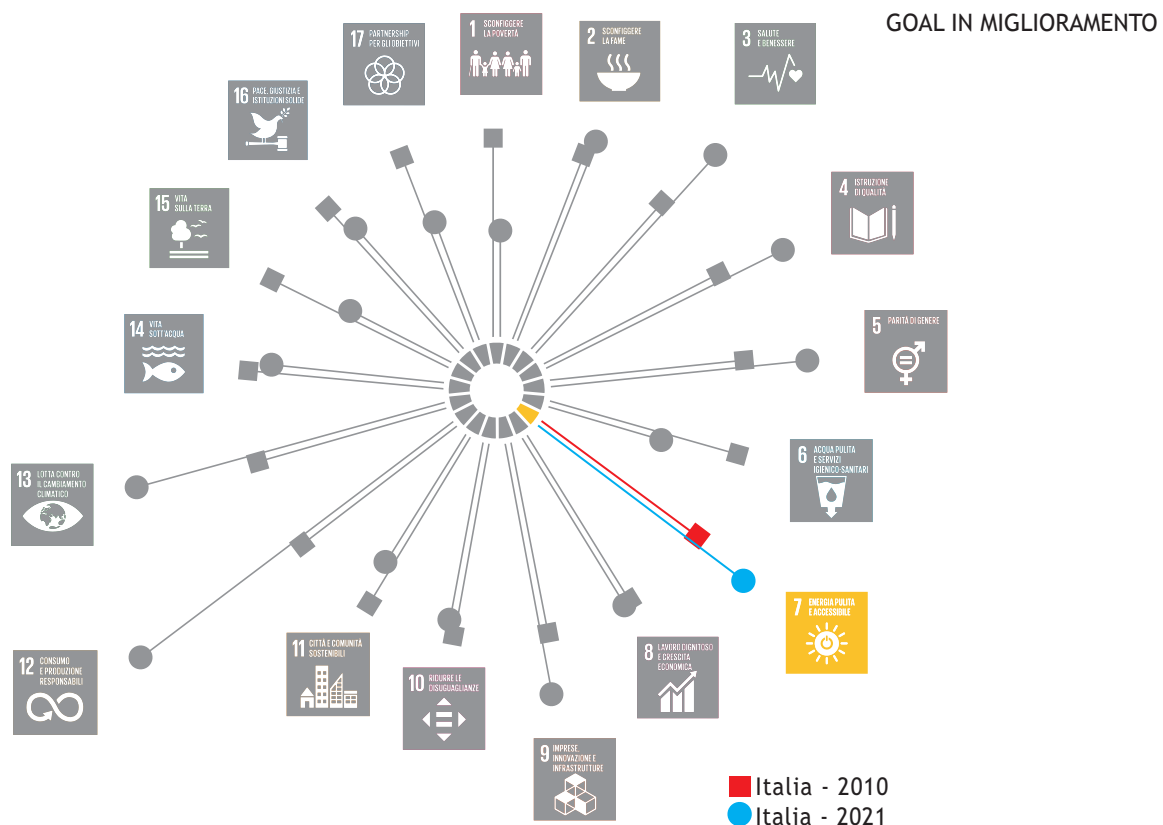 GOAL IN MIGLIORAMENTO
1 SCONFIGGERE
LA POVERTÀ
2 SCONFIGGERE
LA FAME
3 SALUTE
E BENESSERE
4 ISTRUZIONE
DI QUALITÀ
5 PARITÀ DI GENERE
6 ACQUA PULITA
E SERVIZI
IGIENICO-SANITARI
7 ENERGIA PULITA
E ACCESSIBILE
8 LAVORO DIGNITOSO
E CRESCITA
ECONOMICA
9 IMPRESE,
INNOVAZIONE E
INFRASTRUTTURE
10 RIDURRE LE
DISUGUAGLIANZE
11 CITTÀ E COMUNITÀ
SOSTENIBILI
12 CONSUMO
E PRODUZIONE
RESPONSABILI
13 LOTTA CONTRO
IL CAMBIAMENTO
CLIMATICO
14 VITA
SOTT'ACQUA
15 VITA
SULLA TERRA
16 PACE, GIUSTIZIA E
ISTITUZIONI SOLIDE
17 PARTNERSHIP
PER GLI OBIETTIVI
Italia - 2010
Italia - 2021